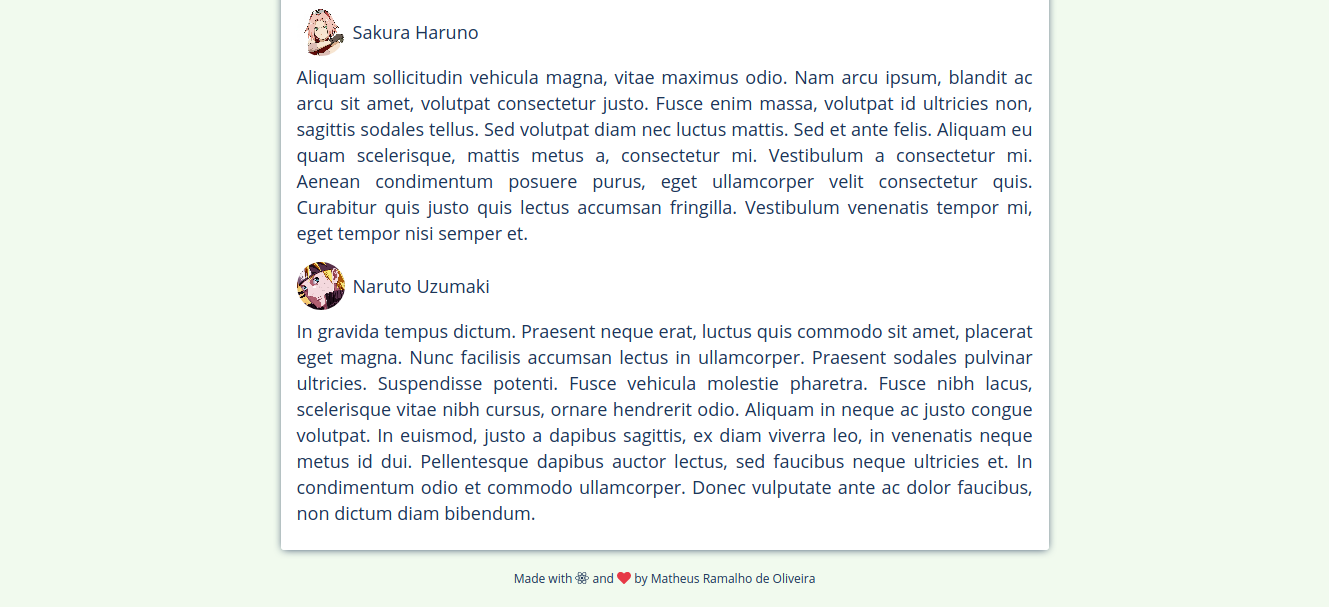 Sakura Haruno
Aliquam sollicitudin vehicula magna, vitae maximus odio. Nam arcu ipsum, blandit ac
arcu sit amet, volutpat consectetur justo. Fusce enim massa, volutpat id ultricies non,
sagittis sodales tellus. Sed volutpat diam nec luctus mattis. Sed et ante felis. Aliquam eu
quam scelerisque, mattis metus a, consectetur mi. Vestibulum a consectetur mi.
Aenean condimentum posuere purus, eget ullamcorper velit consectetur quis.
Curabitur quis justo quis lectus accumsan fringilla. Vestibulum venenatis tempor mi,
eget tempor nisi semper et.
Naruto Uzumaki
In gravida tempus dictum. Praesent neque erat, luctus quis commodo sit amet, placerat
eget magna. Nunc facilisis accumsan lectus in ullamcorper. Praesent sodales pulvinar
ultricies. Suspendisse potenti. Fusce vehicula molestie pharetra. Fusce nibh lacus,
scelerisque vitae nibh cursus, ornare hendrerit odio. Aliquam in neque ac justo congue
volutpat. In euismod, justo a dapibus sagittis, ex diam viverra leo, in venenatis neque
metus id dui. Pellentesque dapibus auctor lectus, sed faucibus neque ultricies et. In
condimentum odio et commodo ullamcorper. Donec vulputate ante ac dolor faucibus,
non dictum diam bibendum.
Made with and ❤ by Matheus Ramalho de Oliveira